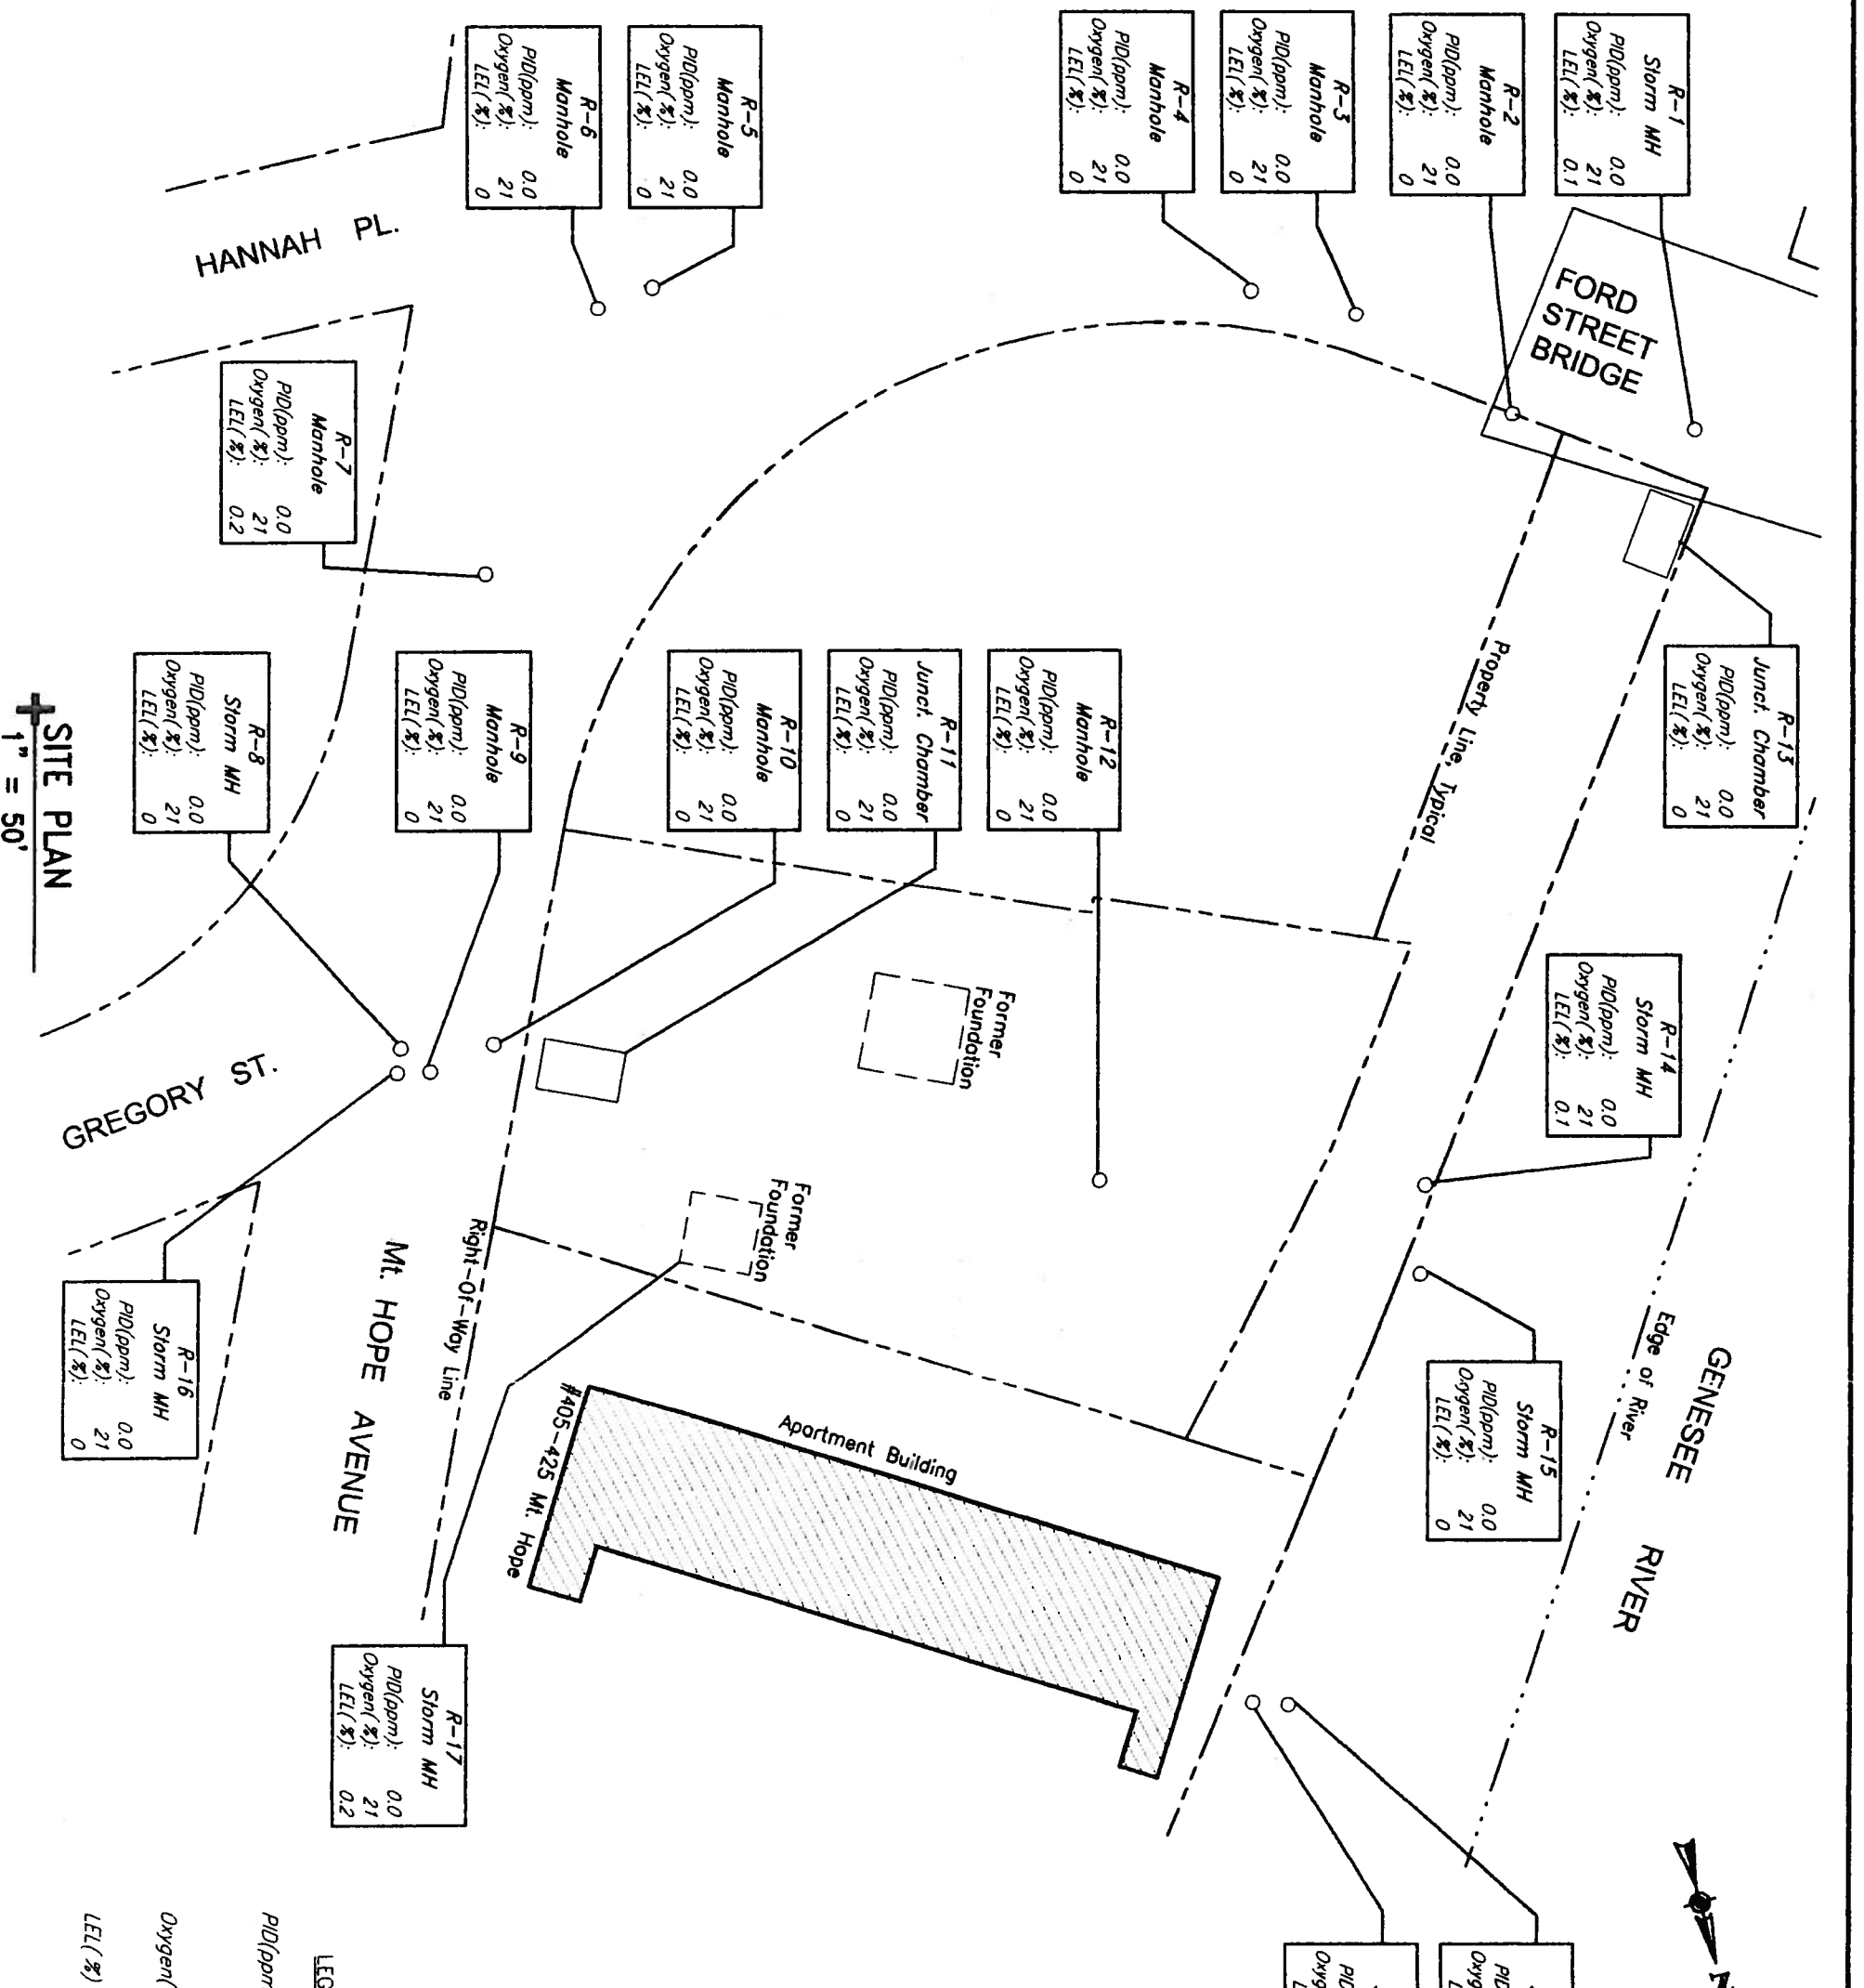 R-1
Storm MH
PID(ppm): 0.0
Oxygen(%): 21
LEL(%): 0.1
R-2
Manhole
PID(ppm): 0.0
Oxygen(%): 21
LEL(%): 0
R-3
Manhole
PID(ppm): 0.0
Oxygen(%): 21
LEL(%): 0
R-4
Manhole
PID(ppm): 0.0
Oxygen(%): 21
LEL(%): 0
R-5
Manhole
PID(ppm): 0.0
Oxygen(%): 21
LEL(%): 0
R-6
Manhole
PID(ppm): 0.0
Oxygen(%): 21
LEL(%): 0
FORD
STREET
BRIDGE
HANNAH PL.
R-7
Manhole
PID(ppm): 0.0
Oxygen(%): 21
LEL(%): 0.2
R-13
Junct. Chamber
PID(ppm): 0.0
Oxygen(%): 21
LEL(%): 0
Property Line, Typical
R-12
Manhole
PID(ppm): 0.0
Oxygen(%): 21
LEL(%): 0
R-11
Junct. Chamber
PID(ppm): 0.0
Oxygen(%): 21
LEL(%): 0
R-10
Manhole
PID(ppm): 0.0
Oxygen(%): 21
LEL(%): 0
R-9
Manhole
PID(ppm): 0.0
Oxygen(%): 21
LEL(%): 0
R-8
Storm MH
PID(ppm): 0.0
Oxygen(%): 21
LEL(%): 0
SITE PLAN
1" = 50'
R-14
Storm MH
PID(ppm): 0.0
Oxygen(%): 21
LEL(%): 0.1
Former
Foundation
Former
Foundation
GREGORY ST.
GENESEE RIVER
Edge of River
R-15
Storm MH
PID(ppm): 0.0
Oxygen(%): 21
LEL(%): 0
Right-Of-Way Line
Mt. HOPE AVENUE
R-16
Storm MH
PID(ppm): 0.0
Oxygen(%): 21
LEL(%): 0
Apartment Building
#405-425 Mt. Hope
R-17
Storm MH
PID(ppm): 0.0
Oxygen(%): 21
LEL(%): 0.2
LEL(%)